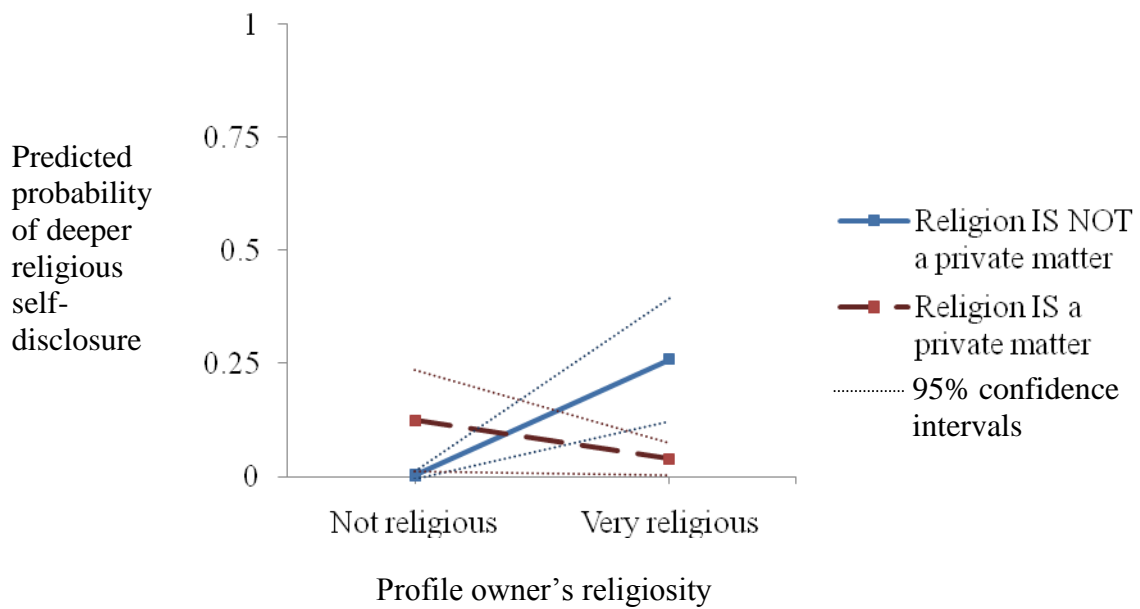 1
0.75
Predicted
probability
of deeper
religious
self-
disclosure
0.5
0.25
0
Religion IS NOT
a private matter
Religion IS a
private matter
95% confidence
intervals
Not religious
Very religious
Profile owner’s religiosity